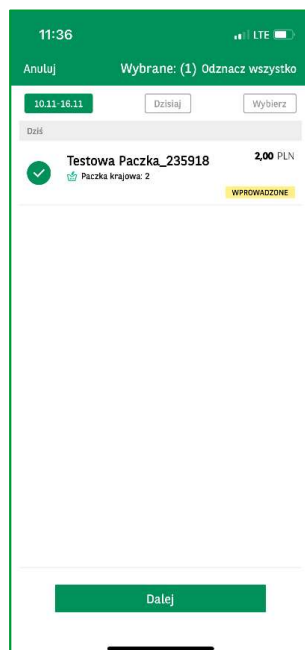 11:36 LTE
Anuluj Wybrane: (1) Odznacz wszystko
10.11-16.11 Dzisiaj Wybierz
Dziś
Testowa Paczka_235918 2,00 PLN
Paczka krajowa: 2
WPROWADZONE
Dalej